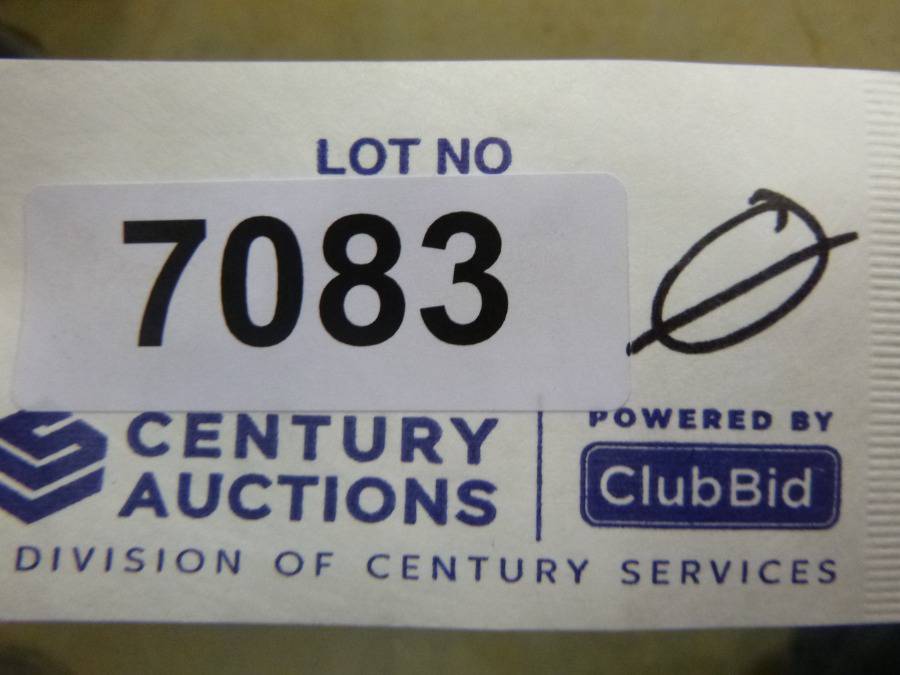 LOT NO
7083
Ø
CENTURY
AUCTIONS
POWERED BY
ClubBid
DIVISION OF CENTURY SERVICES